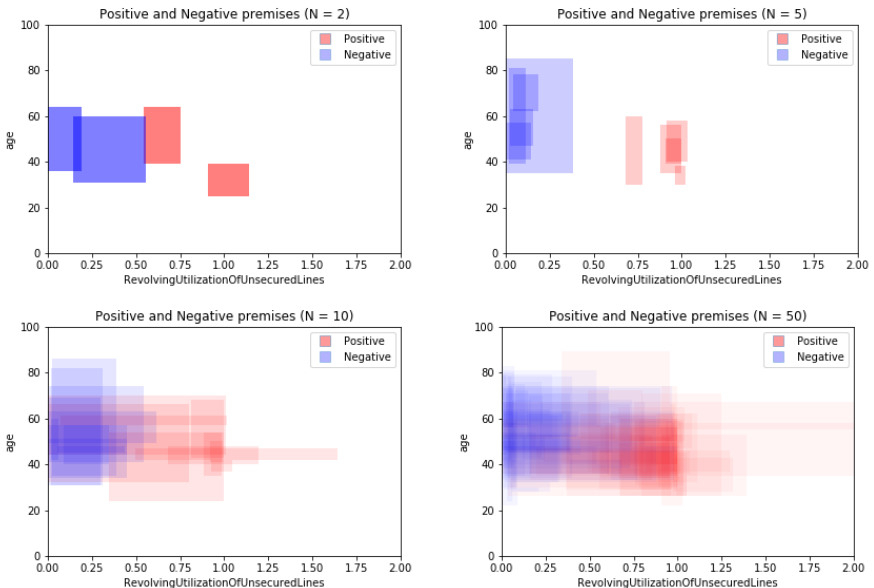 Positive and Negative premises (N = 2)
100
80
60
40
20
0
age
Positive
Negative
0.00 0.25 0.50 0.75 1.00 1.25 1.50 1.75 2.00
RevolvingUtilizationOfUnsecuredLines
Positive and Negative premises (N = 5)
100
80
60
40
20
0
age
Positive
Negative
0.00 0.25 0.50 0.75 1.00 1.25 1.50 1.75 2.00
RevolvingUtilizationOfUnsecuredLines
Positive and Negative premises (N = 10)
100
80
60
40
20
0
age
Positive
Negative
0.00 0.25 0.50 0.75 1.00 1.25 1.50 1.75 2.00
RevolvingUtilizationOfUnsecuredLines
Positive and Negative premises (N = 50)
100
80
60
40
20
0
age
Positive
Negative
0.00 0.25 0.50 0.75 1.00 1.25 1.50 1.75 2.00
RevolvingUtilizationOfUnsecuredLines